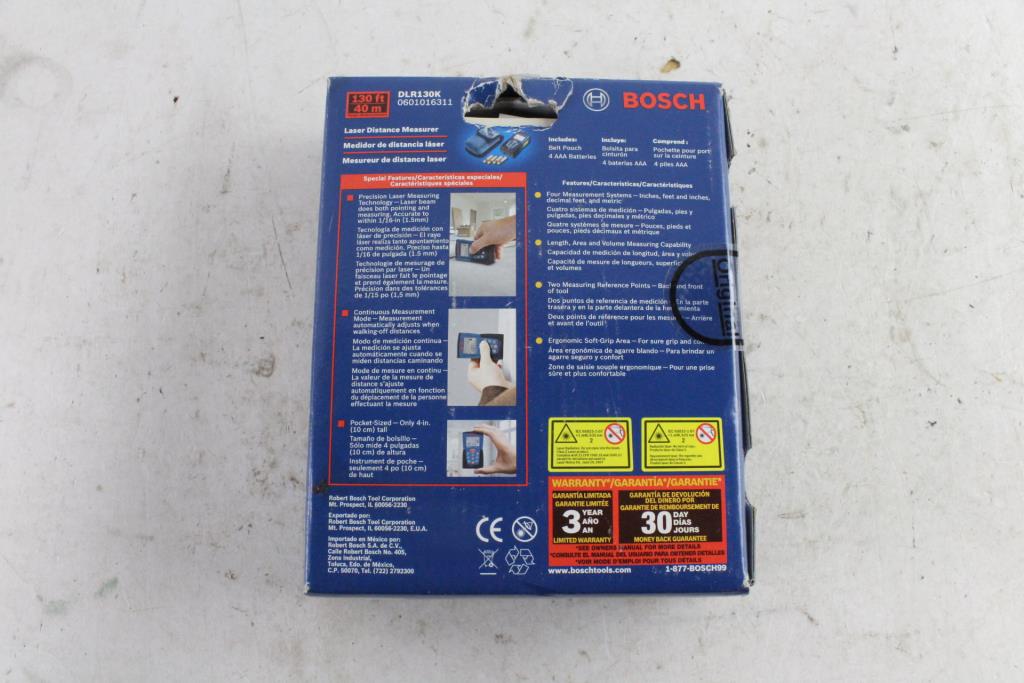 130 ft
40 m
DLR130K
0601016311
BOSCH
Laser Distance Measurer
Medidor de distancia láser
Mesureur de distance laser
Includes:
Belt Pouch
4 AAA Batteries
Incluye:
Bolsita para
cinturón
4 baterías AAA
Comprend :
Pochette pour port
sur la ceinture
4 piles AAA
Special Features/Características especiales/
Caractéristiques spéciales
Precision Laser Measuring
Technology — Laser beam
does both pointing and
measuring. Accurate to
within 1/16-in (1.5mm)
Tecnología de medición con
láser de precisión — El rayo
láser realiza tanto apuntamiento
como medición. Preciso hasta
1/16 de pulgada (1.5 mm)
Technologie de mesurage de
précision par laser — Un
faisceau laser fait le pointage
et prend également la mesure.
Précision dans des tolérances
de 1/15 po (1,5 mm)
Continuous Measurement
Mode — Measurement
automatically adjusts when
walking-off distances
Modo de medición continua —
La medición se ajusta
automáticamente cuando se
miden distancias caminando
Mode de mesure en continu —
La valeur de la mesure de
distance s'ajuste
automatiquement en fonction
du déplacement de la personne
effectuant la mesure
Pocket-Sized — Only 4-in.
(10 cm) tall
Tamaño de bolsillo —
Sólo mide 4 pulgadas
(10 cm) de altura
Instrument de poche —
seulement 4 po (10 cm)
de haut
Features/Características/Caractéristiques
Four Measurement Systems — Inches, feet and inches,
decimal feet, and metric
Cuatro sistemas de medición — Pulgadas, pies y
pulgadas, pies decimales y métrico
Quatre systèmes de mesure — Pouces, pieds et
pouces, pieds décimaux et métrique
Length, Area and Volume Measuring Capability
Capacidad de medición de longitud, área y
Capacité de mesure de longueurs,
et volumes
Two Measuring Reference Points — Back and front
of tool
Dos puntos de referencia de medición — En la parte
trasera y en la parte delantera de la herramienta
Deux points de référence pour les — Arrière
et avant de l'outil
Ergonomic Soft-Grip Area — For sure grip and
Área ergonómica de agarre blando — Para brindar un
agarre seguro y confort
Zone de saisie souple ergonomique — Pour une prise
sûre et plus confortable
Original
2
2
WARRANTY*/GARANTÍA*/GARANTIE*
GARANTÍA LIMITADA
GARANTIE LIMITÉE
3 YEAR
AÑO
AN
LIMITED WARRANTY
GARANTÍA DE DEVOLUCIÓN
DEL DINERO POR
GARANTIE DE REMBOURSEMENT DE
30 DAY
DÍAS
JOURS
MONEY BACK GUARANTEE
*SEE OWNERS MANUAL FOR MORE DETAILS
*CONSULTE EL MANUAL DEL USUARIO PARA OBTENER DETALLES
*VOIR MODE D'EMPLOI POUR TOUS DÉTAILS
www.boschtools.com
1-877-BOSCH99
Robert Bosch Tool Corporation
Mt. Prospect, IL 60056-2230
Exportado por:
Robert Bosch Tool Corporation
Mt. Prospect, IL 60056-2230, E.U.A.
Importado en México por:
Robert Bosch S.A. de C.V.,
Calle Robert Bosch No. 405,
Zona Industrial,
Toluca, Edo. de México,
C.P. 50070, Tel. (722) 2792300
CE